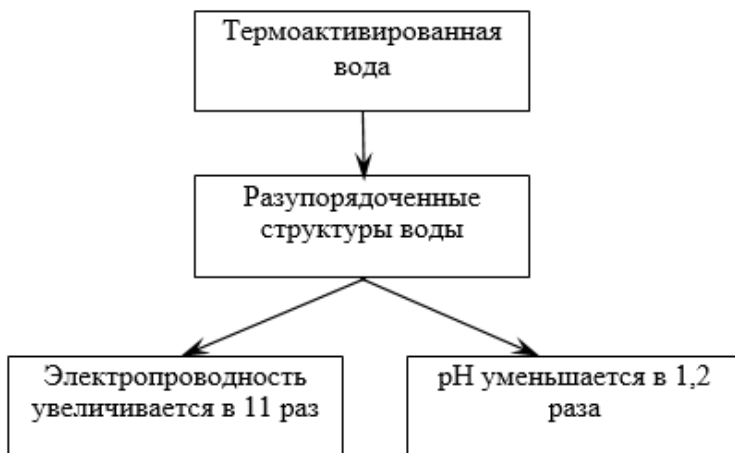 Термоактивированная
вода
Разупорядоченные
структуры воды
Электропроводность
увеличивается в 11 раз
pH уменьшается в 1,2
раза